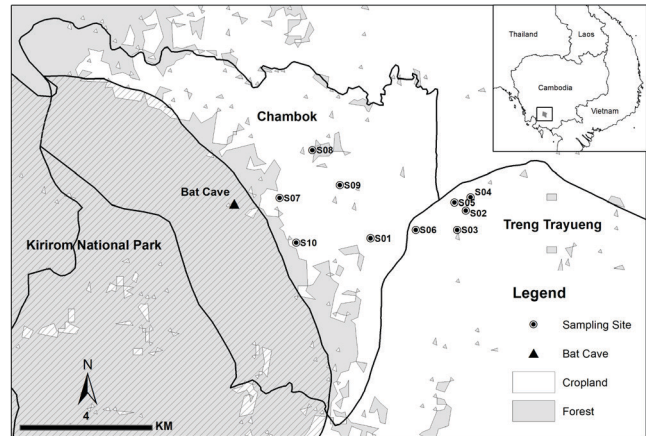 Thailand
Laos
Cambodia
Vietnam
Chambok
S08
S09
Bat Cave
S07
S04
S05
S02
Treng Trayueng
Kirirom National Park
S10
S01
S06
S03
Legend
Sampling Site
Bat Cave
Cropland
Forest
N
4
KM